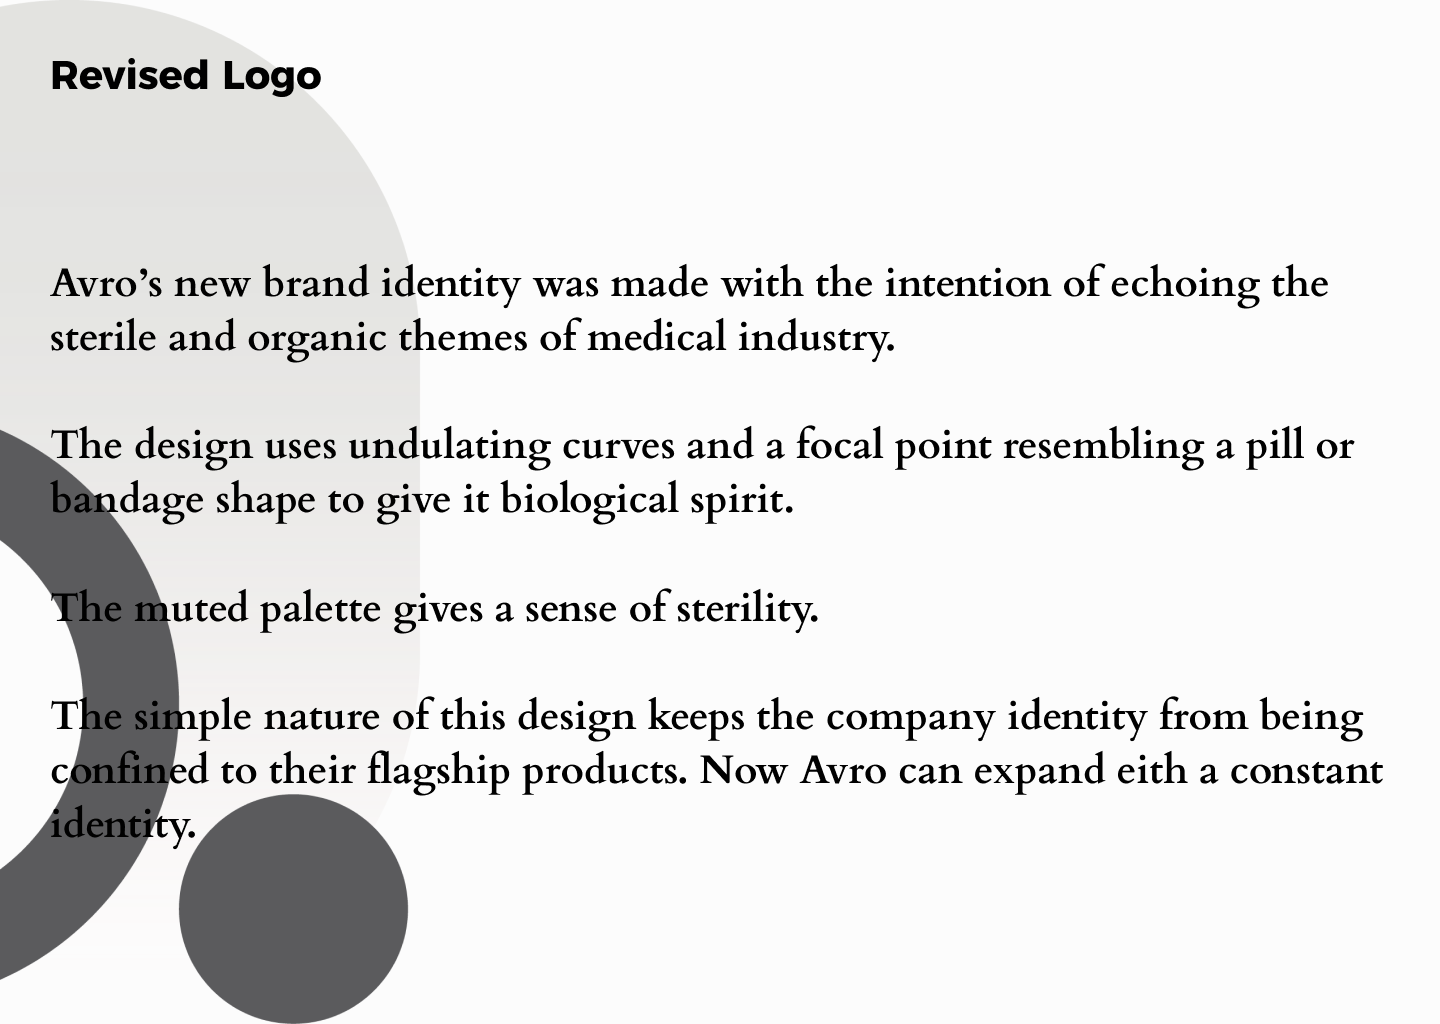 Revised Logo
Avro’s new brand identity was made with the intention of echoing the
sterile and organic themes of medical industry.
The design uses undulating curves and a focal point resembling a pill or
bandage shape to give it biological spirit.
The muted palette gives a sense of sterility.
The simple nature of this design keeps the company identity from being
confined to their flagship products. Now Avro can expand eith a constant
identity.